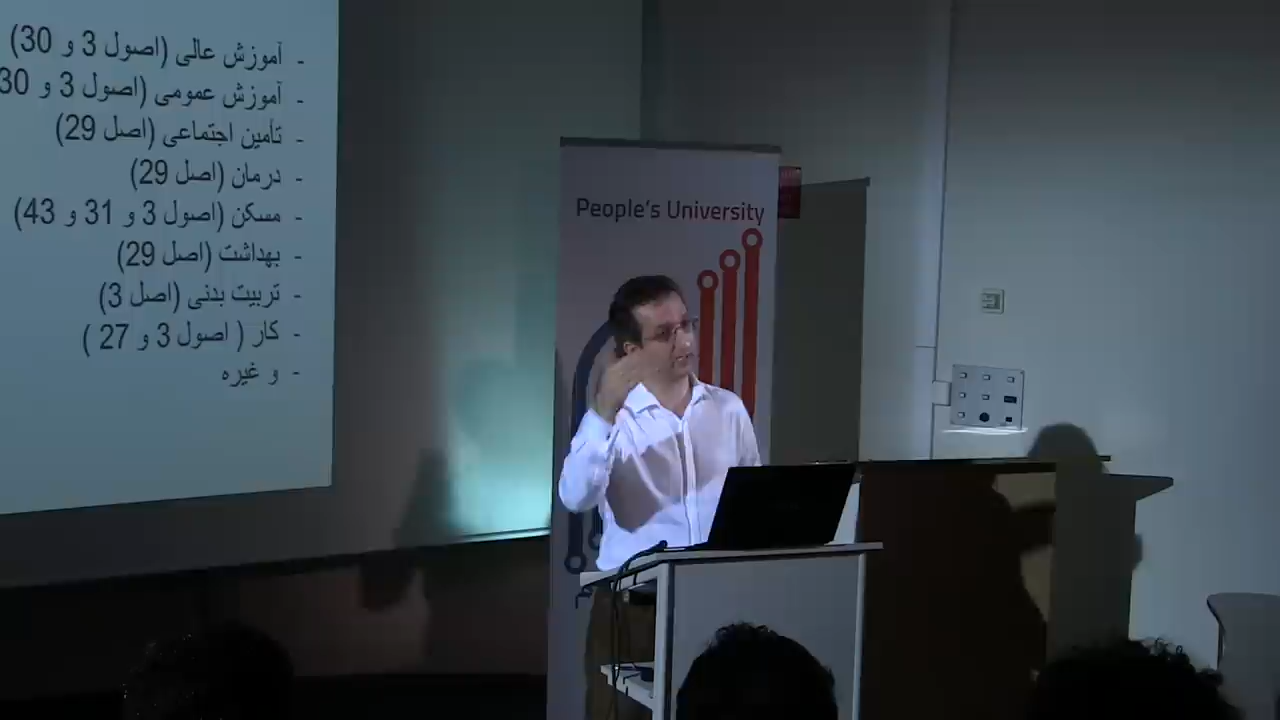 - آموزش عالی (اصول 3 و 30)
- آموزش عمومی (اصول 3 و 30
- تأمین اجتماعی (اصل 29)
- درمان (اصل 29)
- مسکن (اصول 3 و 31 و 43)
- بهداشت (اصل 29)
- تربیت بدنی (اصل 3)
- کار ( اصول 3 و 27 )
- و غیره
People's University